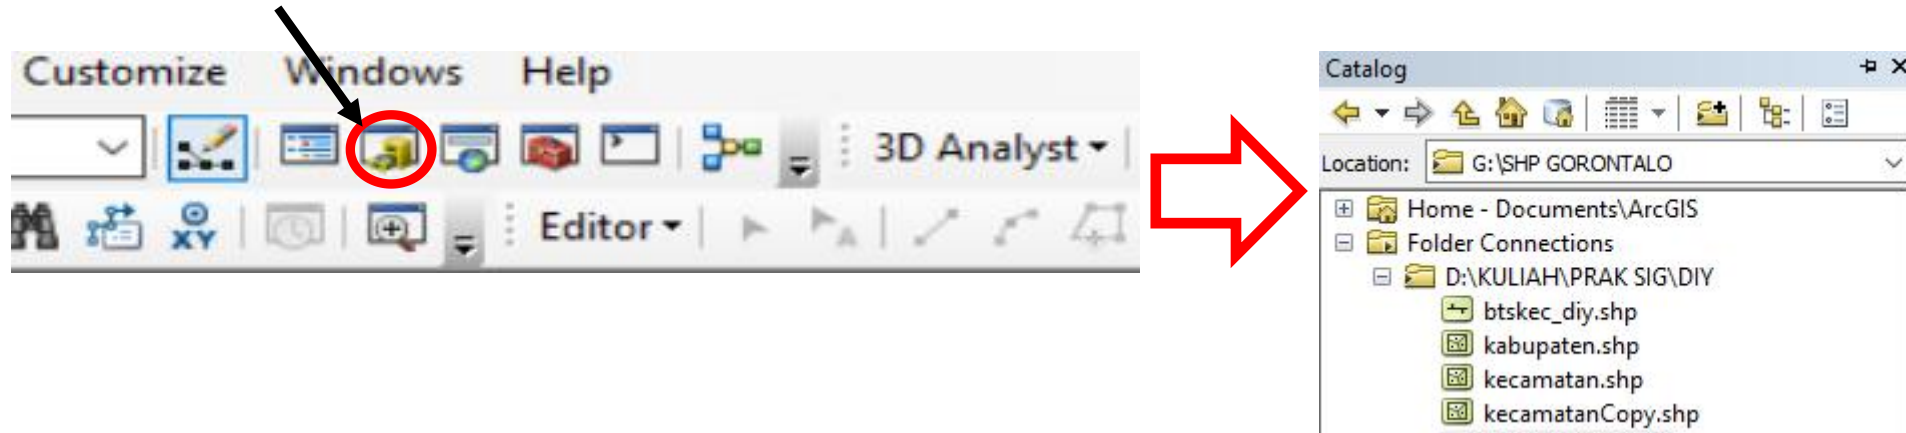 Customize Windows Help
3D Analyst
XY Editor A
Catalog
Location: G:\SHP GORONTALO
Home - Documents\ArcGIS
Folder Connections
D:\KULIAH\PRAK SIG\DIY
btskec_diy.shp
kabupaten.shp
kecamatan.shp
kecamatanCopy.shp